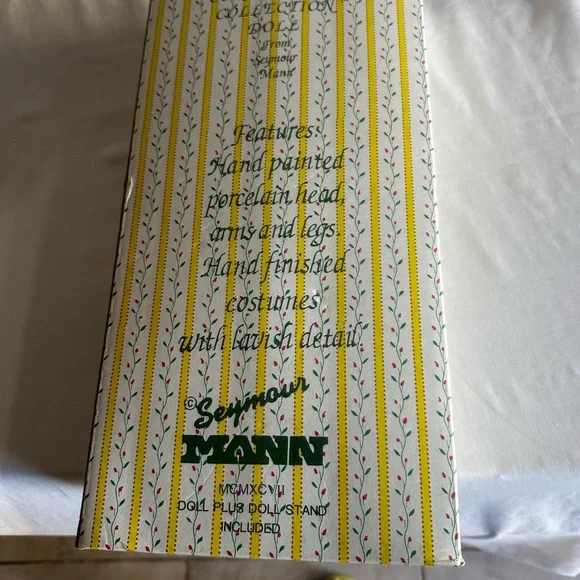 COLLECTION
DOLL
From
Seymour
Mann
Features:
Hand painted
porcelain head,
arms and legs.
Hand finished
costumes
with lavish detail.
© Seymour
MANN
MCMXCVII
DOLL PLUS DOLL STAND
INCLUDED